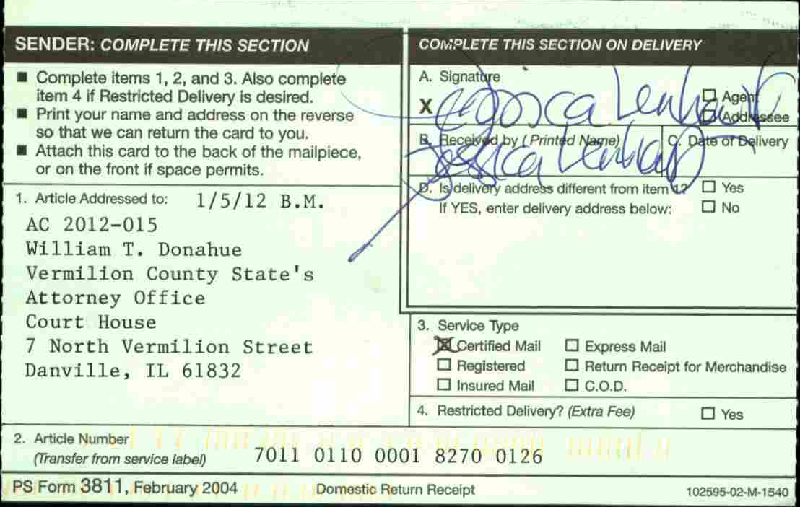 SENDER: COMPLETE THIS SECTION
■ Complete items 1, 2, and 3. Also complete
item 4 if Restricted Delivery is desired.
■ Print your name and address on the reverse
so that we can return the card to you.
■ Attach this card to the back of the mailpiece,
or on the front if space permits.
1. Article Addressed to: 1/5/12 B.M.
AC 2012-015
William T. Donahue
Vermilion County State's
Attorney Office
Court House
7 North Vermilion Street
Danville, IL 61832
2. Article Number
(Transfer from service label) 7011 0110 0001 8270 0126
COMPLETE THIS SECTION ON DELIVERY
A. Signature
X Jessica
☐ Agent
☐ Addressee
B. Received by (Printed Name) C. Date of Delivery
Jessica
D. Is delivery address different from item 1? ☐ Yes
If YES, enter delivery address below: ☐ No
3. Service Type
☒ Certified Mail ☐ Express Mail
☐ Registered ☐ Return Receipt for Merchandise
☐ Insured Mail ☐ C.O.D.
4. Restricted Delivery? (Extra Fee) ☐ Yes
PS Form 3811, February 2004 Domestic Return Receipt 102595-02-M-1540